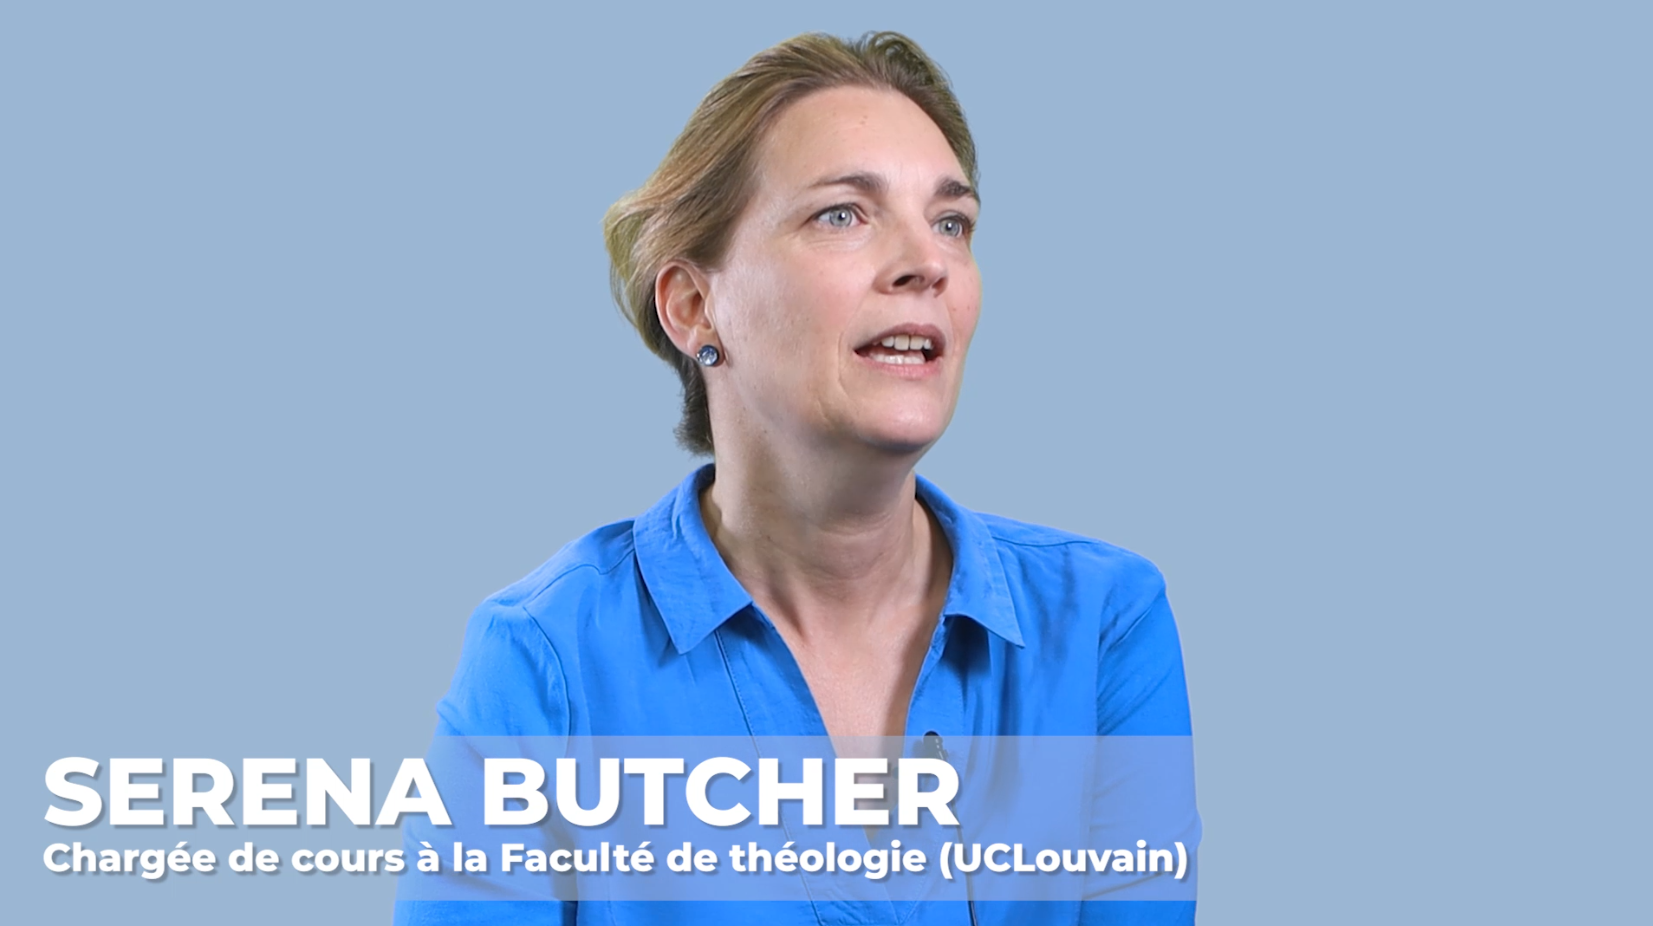 SERENA BUTCHER
Chargée de cours à la Faculté de théologie (UCLouvain)